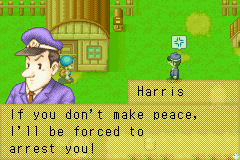 Harris
If you don't make peace,
I'll be forced to
arrest you!